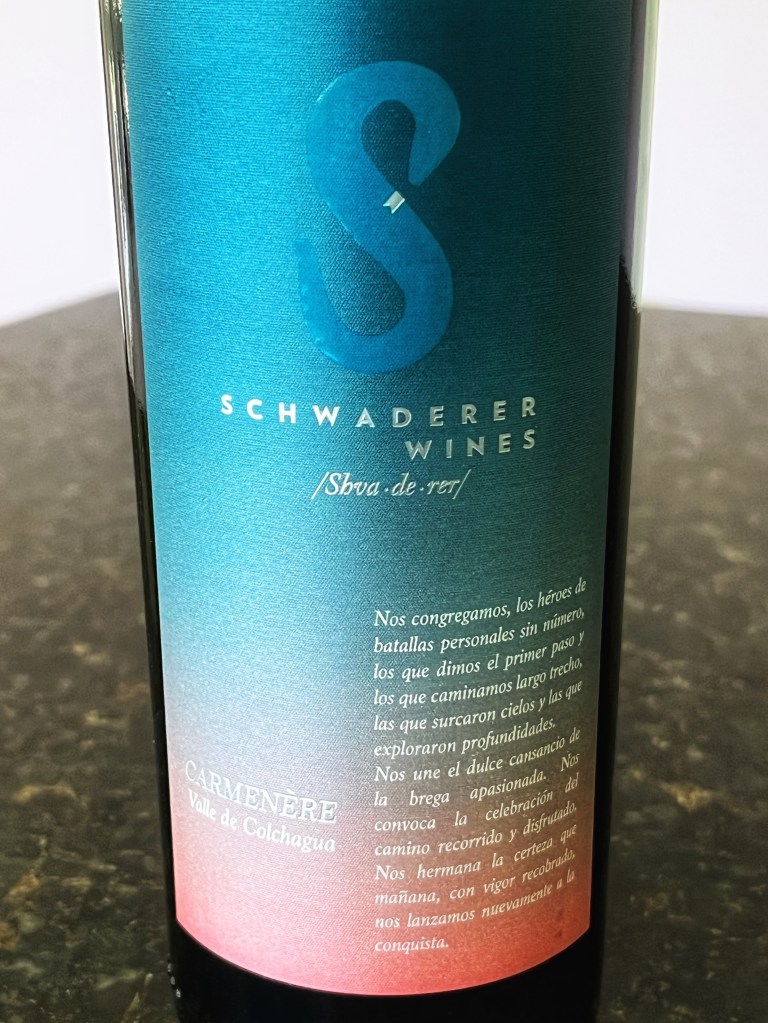 S
SCHWADERER
WINES
/Shva·de·rer/
Nos congregamos, los héroes de
batallas personales sin número,
los que dimos el primer paso y
los que caminamos largo trecho,
las que surcaron cielos y las que
exploraron profundidades.
Nos une el dulce cansancio de
la brega apasionada. Nos
convoca la celebración del
camino recorrido y disfrutado.
Nos hermana la certeza que
mañana, con vigor recobrado,
nos lanzamos nuevamente a la
conquista.
CARMENÈRE
Valle de Colchagua